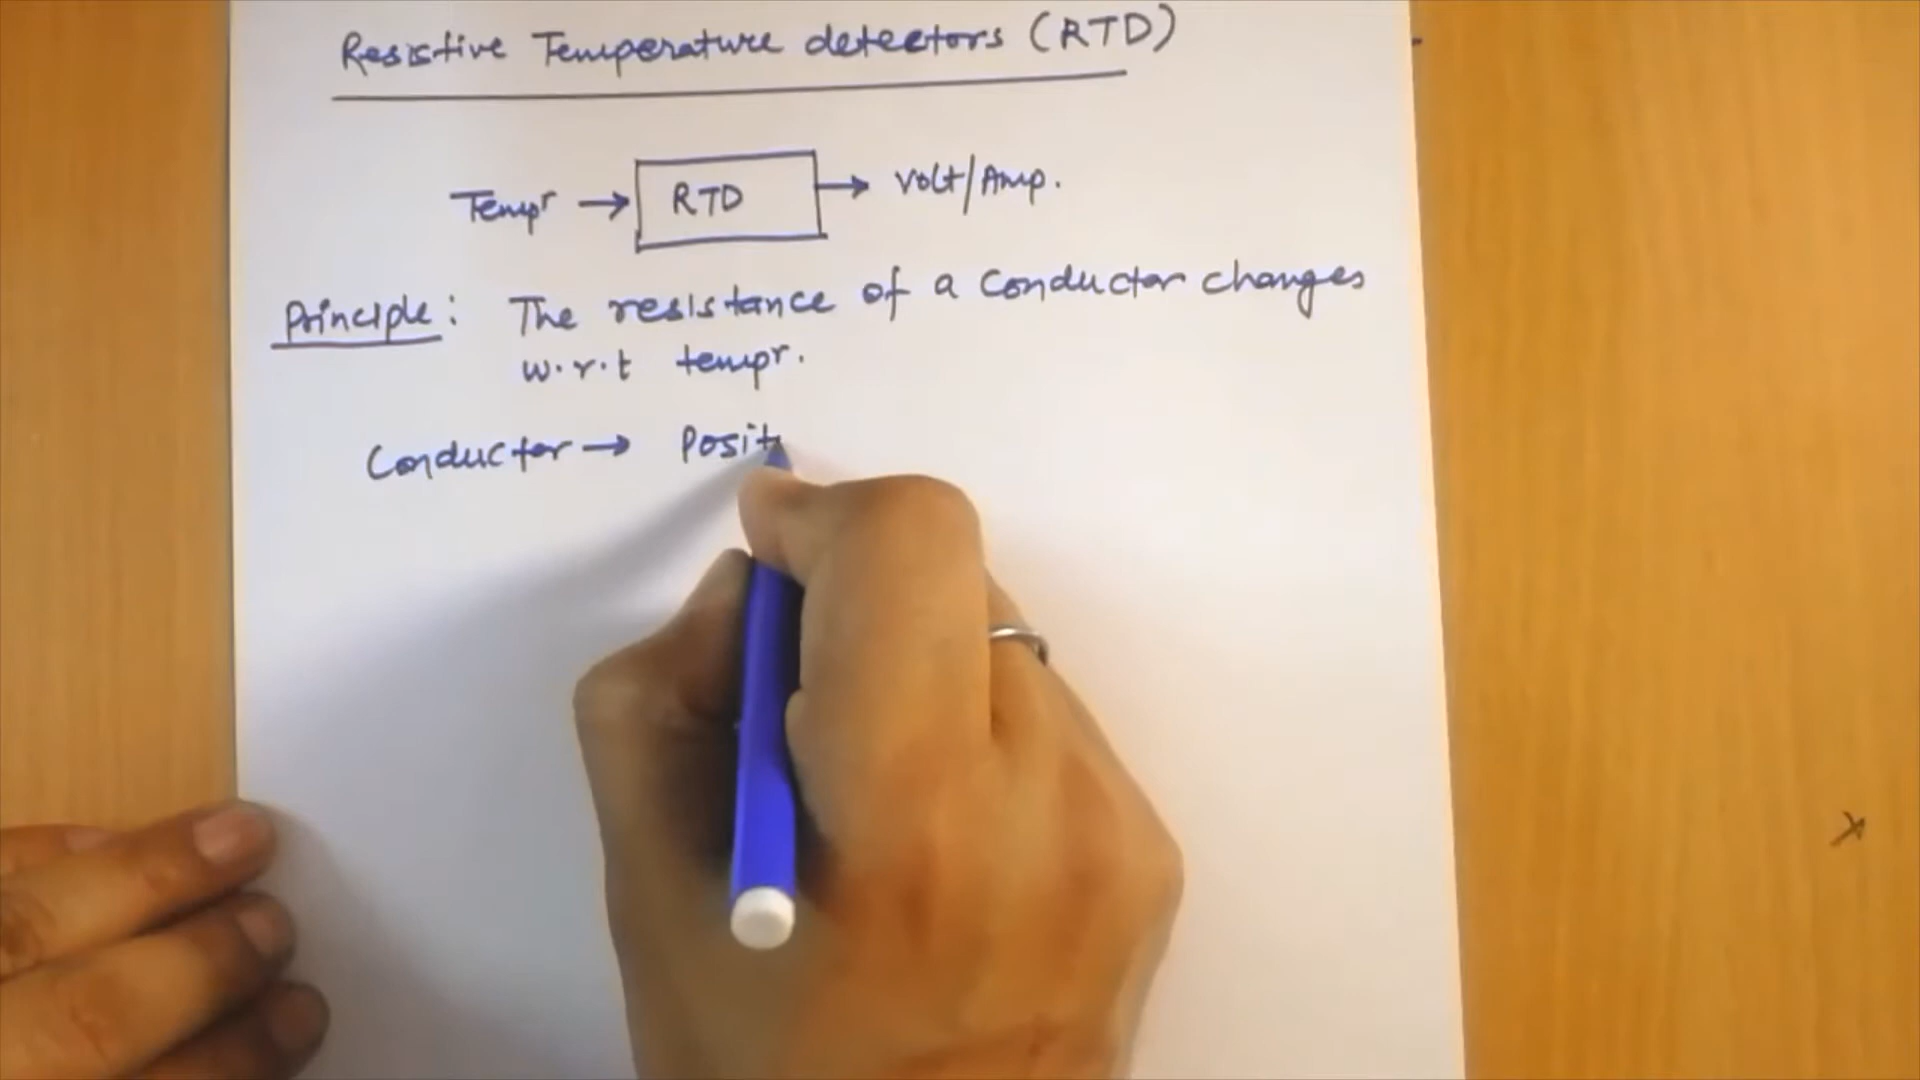 Resistive Temperature detectors (RTD)
Tempr → RTD → Volt/Amp.
Principle: The resistance of a conductor changes
w.r.t tempr.
Conductor → Posit